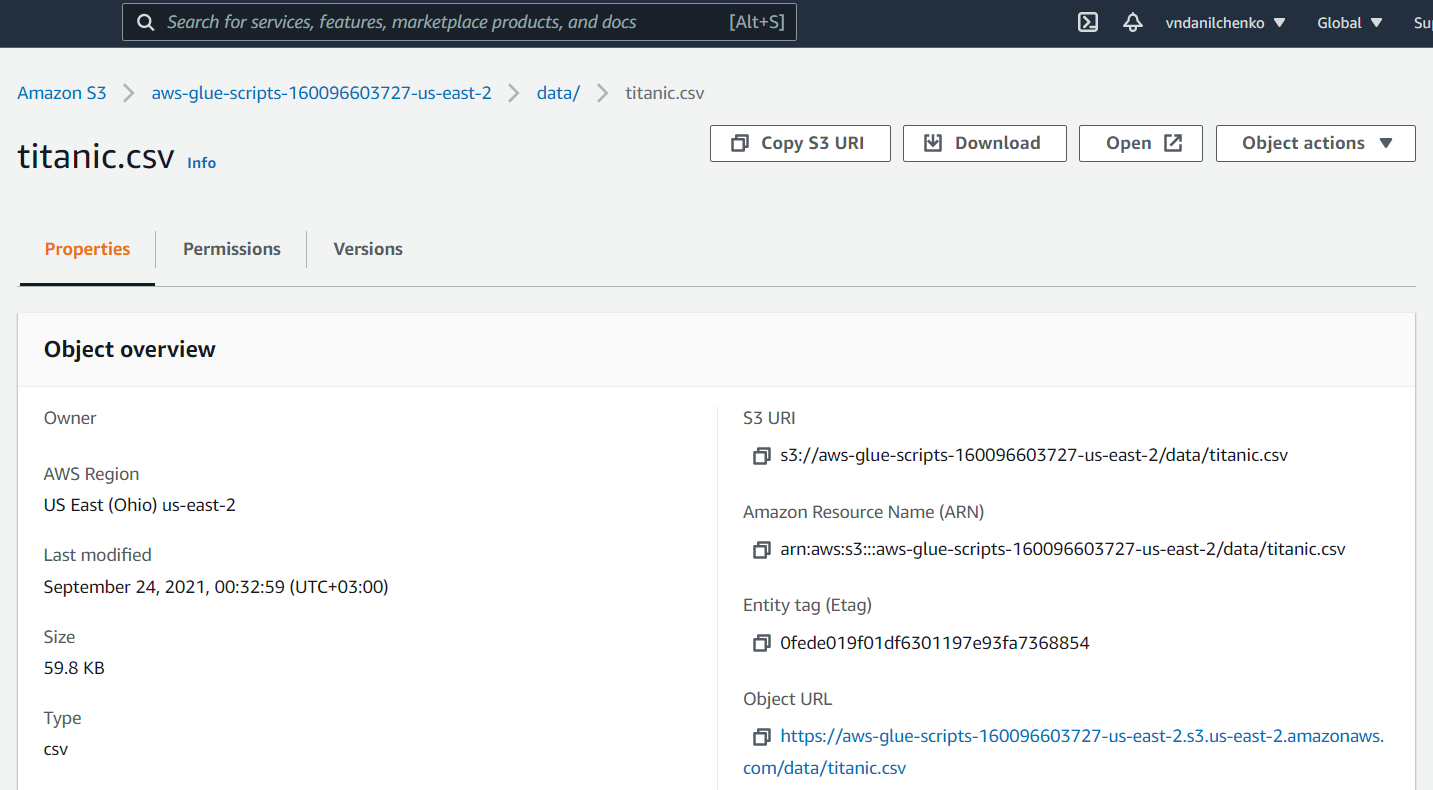 Search for services, features, marketplace products, and docs [Alt+S] vndanilchenko Global
Amazon S3 aws-glue-scripts-160096603727-us-east-2 data/ titanic.csv
titanic.csv Info Copy S3 URI Download Open Object actions
Properties Permissions Versions
Object overview
Owner
AWS Region
US East (Ohio) us-east-2
Last modified
September 24, 2021, 00:32:59 (UTC+03:00)
Size
59.8 KB
Type
csv
S3 URI
s3://aws-glue-scripts-160096603727-us-east-2/data/titanic.csv
Amazon Resource Name (ARN)
arn:aws:s3:::aws-glue-scripts-160096603727-us-east-2/data/titanic.csv
Entity tag (Etag)
0fede019f01df6301197e93fa7368854
Object URL
https://aws-glue-scripts-160096603727-us-east-2.s3.us-east-2.amazonaws.
com/data/titanic.csv